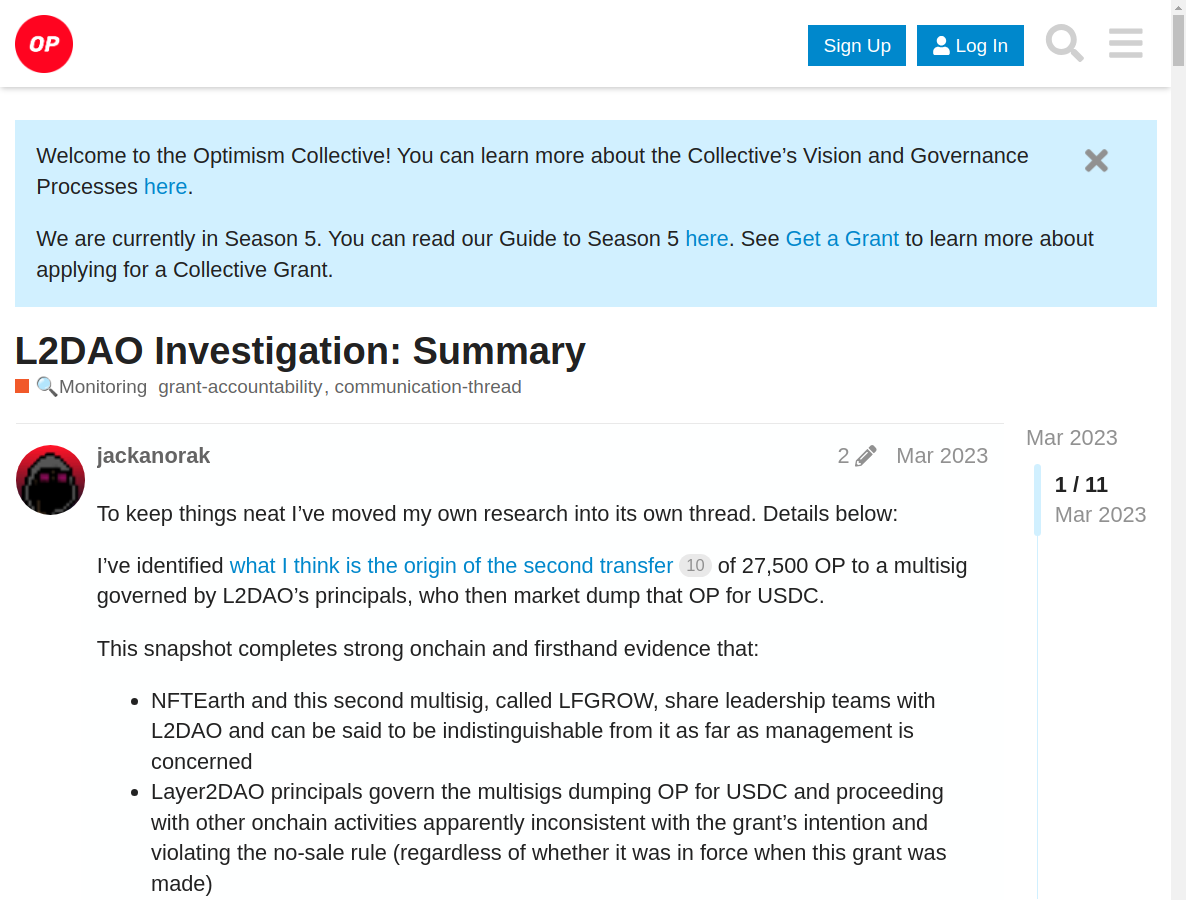 OP
Sign Up
Log In
Welcome to the Optimism Collective! You can learn more about the Collective’s Vision and Governance
Processes here.
We are currently in Season 5. You can read our Guide to Season 5 here. See Get a Grant to learn more about
applying for a Collective Grant.
L2DAO Investigation: Summary
Monitoring grant-accountability, communication-thread
jackanorak
2
Mar 2023
Mar 2023
1 / 11
Mar 2023
To keep things neat I’ve moved my own research into its own thread. Details below:
I’ve identified what I think is the origin of the second transfer 10 of 27,500 OP to a multisig
governed by L2DAO’s principals, who then market dump that OP for USDC.
This snapshot completes strong onchain and firsthand evidence that:
• NFTEarth and this second multisig, called LFGROW, share leadership teams with
L2DAO and can be said to be indistinguishable from it as far as management is
concerned
• Layer2DAO principals govern the multisigs dumping OP for USDC and proceeding
with other onchain activities apparently inconsistent with the grant’s intention and
violating the no-sale rule (regardless of whether it was in force when this grant was
made)